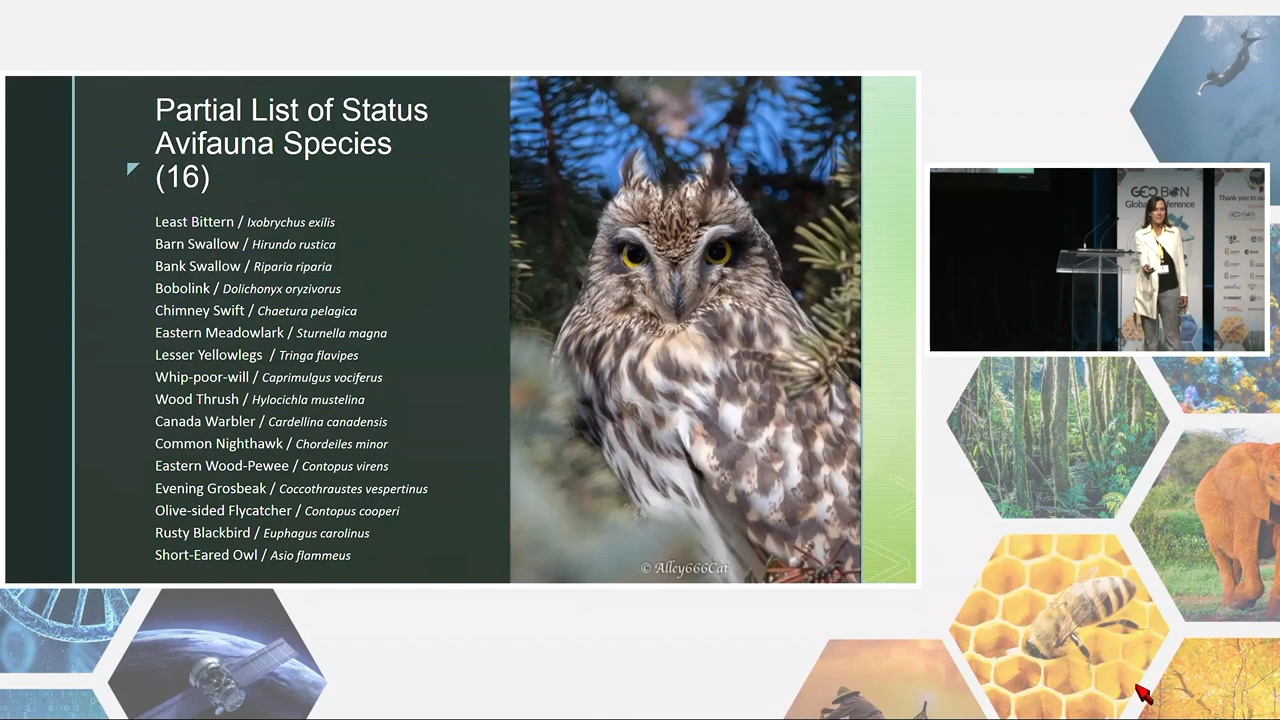 Partial List of Status
Avifauna Species
(16)
Least Bittern / Ixobrychus exilis
Barn Swallow / Hirundo rustica
Bank Swallow / Riparia riparia
Bobolink / Dolichonyx oryzivorus
Chimney Swift / Chaetura pelagica
Eastern Meadowlark / Sturnella magna
Lesser Yellowlegs / Tringa flavipes
Whip-poor-will / Caprimulgus vociferus
Wood Thrush / Hylocichla mustelina
Canada Warbler / Cardellina canadensis
Common Nighthawk / Chordeiles minor
Eastern Wood-Pewee / Contopus virens
Evening Grosbeak / Coccothraustes vespertinus
Olive-sided Flycatcher / Contopus cooperi
Rusty Blackbird / Euphagus carolinus
Short-Eared Owl / Asio flammeus
© Alley666Cat
GEO BON
Global Conference
Thank you to ou
GEO BON